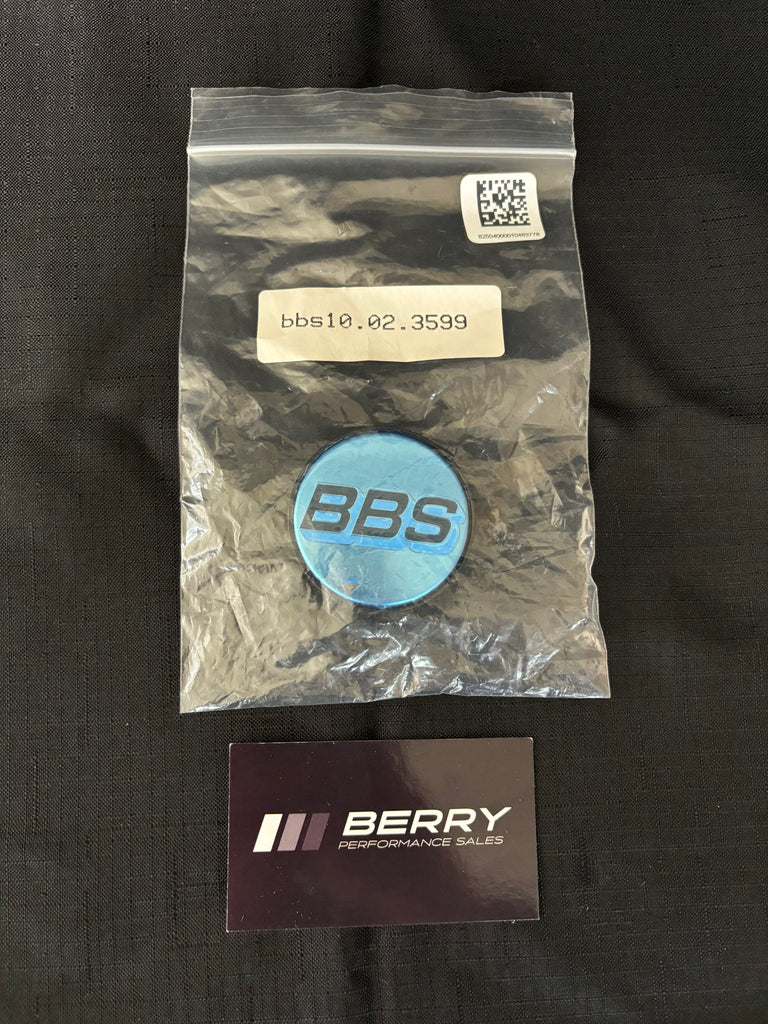 bbs10.02.3599
BBS
BERRY
PERFORMANCE SALES